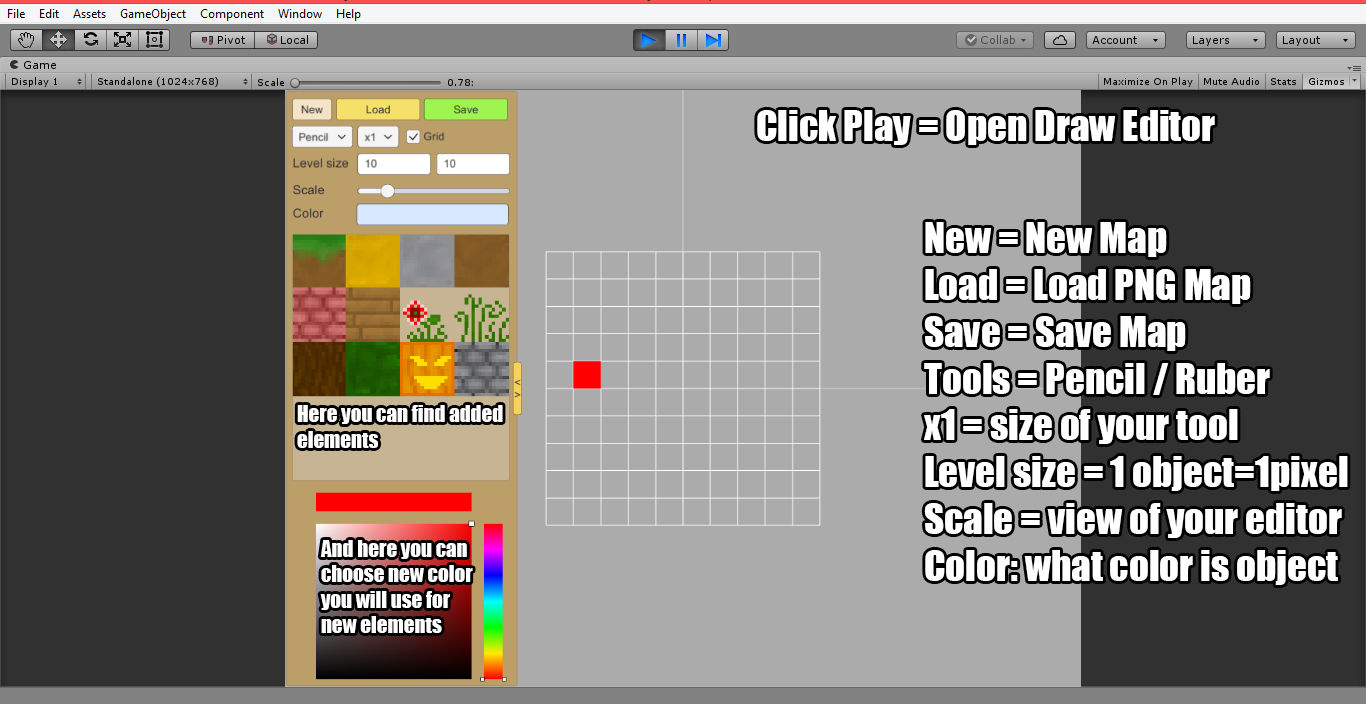 File Edit Assets GameObject Component Window Help
Pivot Local Collab Account Layers Layout
Game
Display 1 Standalone (1024x768) Scale 0.78: Maximize On Play Mute Audio Stats Gizmos
New Load Save
Pencil x1 Grid
Level size 10 10
Scale
Color
Here you can find added
elements
< >
And here you can
choose new color
you will use for
new elements
Click Play = Open Draw Editor
New = New Map
Load = Load PNG Map
Save = Save Map
Tools = Pencil / Ruber
x1 = size of your tool
Level size = 1 object=1pixel
Scale = view of your editor
Color: what color is object